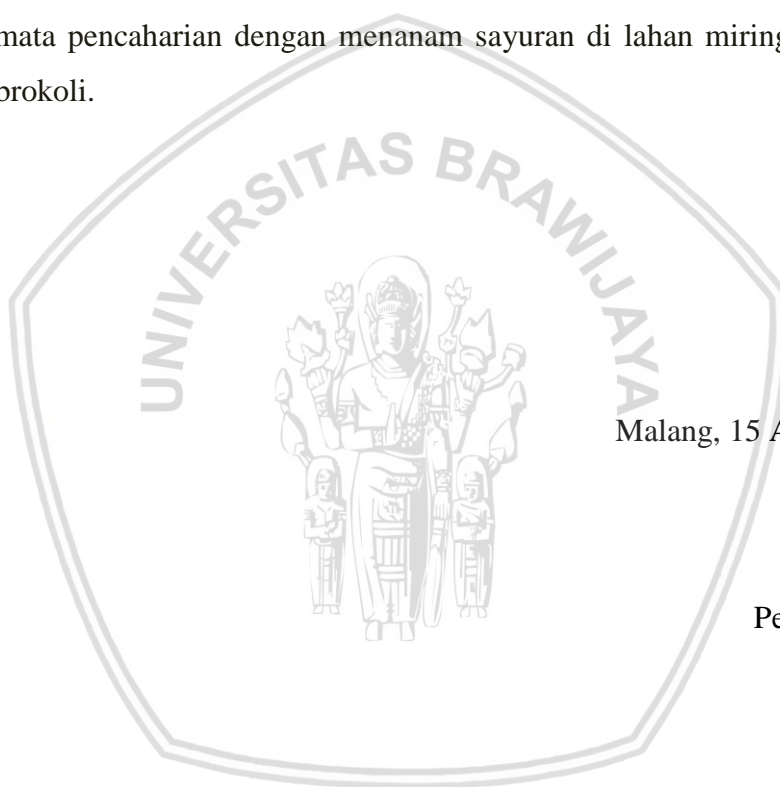 mata pencaharian dengan menanam sayuran di lahan miring
brokoli.
UNIVERSITAS BRAWIJAYA
Malang, 15 A
Pe